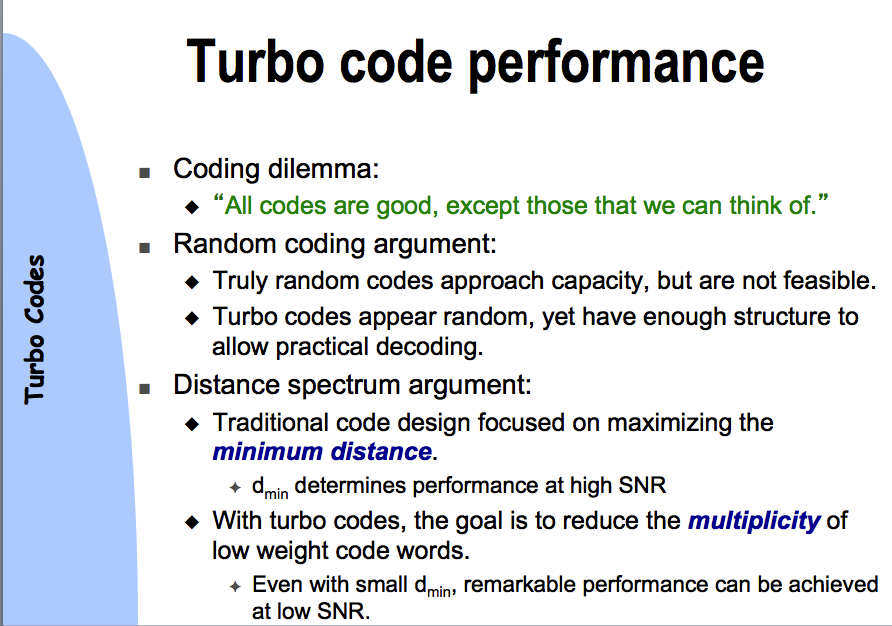 Turbo code performance
Turbo Codes
Coding dilemma:
“All codes are good, except those that we can think of.”
Random coding argument:
Truly random codes approach capacity, but are not feasible.
Turbo codes appear random, yet have enough structure to
allow practical decoding.
Distance spectrum argument:
Traditional code design focused on maximizing the
minimum distance.
dmin determines performance at high SNR
With turbo codes, the goal is to reduce the multiplicity of
low weight code words.
Even with small dmin, remarkable performance can be achieved
at low SNR.